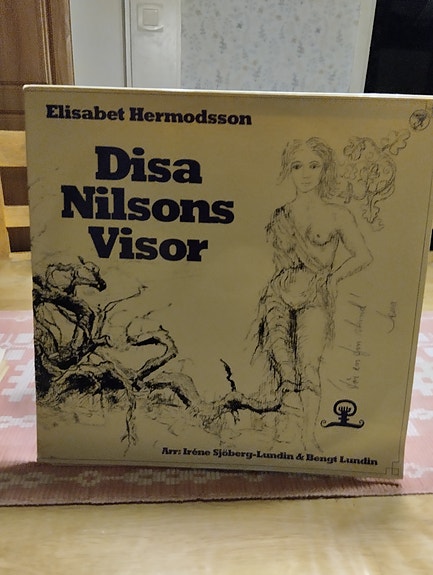 Elisabet Hermodsson
Disa
Nilsons
Visor
Arr: Iréne Sjöberg-Lundin & Bengt Lundin